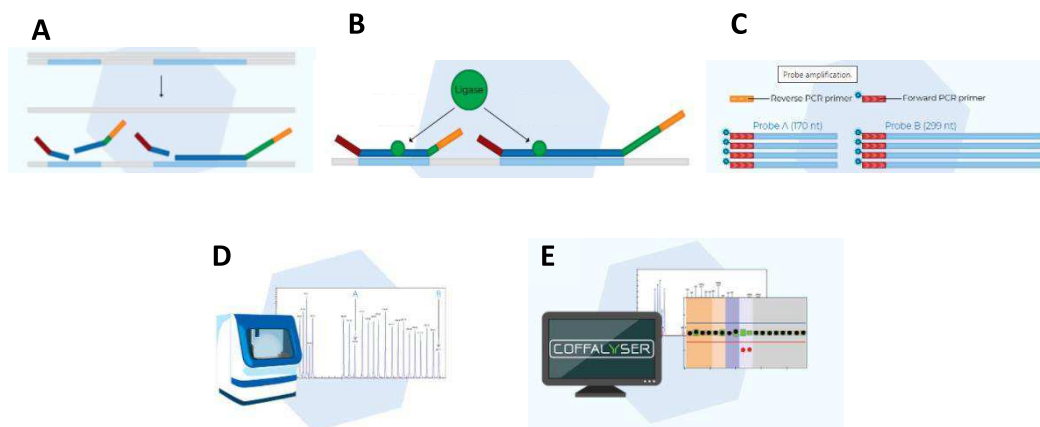 A
B
C
Ligase
Probe amplification.
Reverse PCR primer
Forward PCR primer
Probe A (170 nt)
Probe B (299 nt)
D
E
A
B
COFFALYSER